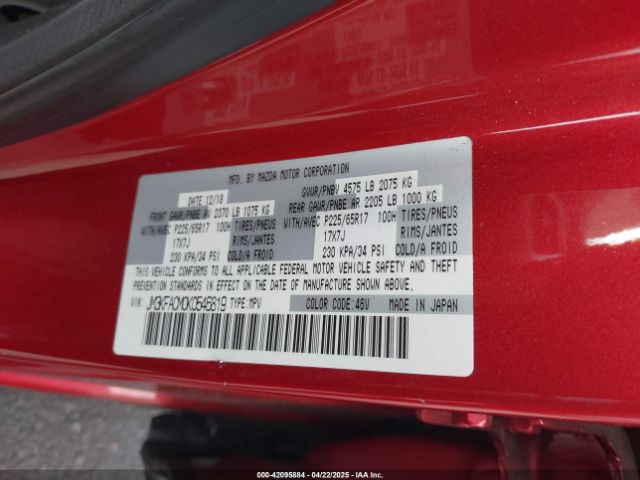 MFD. BY MAZDA MOTOR CORPORATION
DATE 12/18
GVWR/PNBV 4575 LB 2075 KG
FRONT GAWR/PNBE AV 2370 LB 1075 KG
REAR GAWR/PNBE AR 2205 LB 1000 KG
WITH/AVEC P225/65R17 100H TIRES/PNEUS
WITH/AVEC P225/65R17 100H TIRES/PNEUS
17X7J RIMS/JANTES
17X7J RIMS/JANTES
230 KPA/34 PSI COLD/A FROID
230 KPA/34 PSI COLD/A FROID
THIS VEHICLE CONFORMS TO ALL APPLICABLE FEDERAL MOTOR VEHICLE SAFETY AND
THEFT PREVENTION STANDARDS IN EFFECT ON THE DATE OF MANUFACTURE SHOWN ABOVE.
VIN: JM3KFACM0K0546819 TYPE: MPV
COLOR CODE: 46V
MADE IN JAPAN
000-42095884 | 04/22/2025 | COPYRIGHT IAA, LLC.